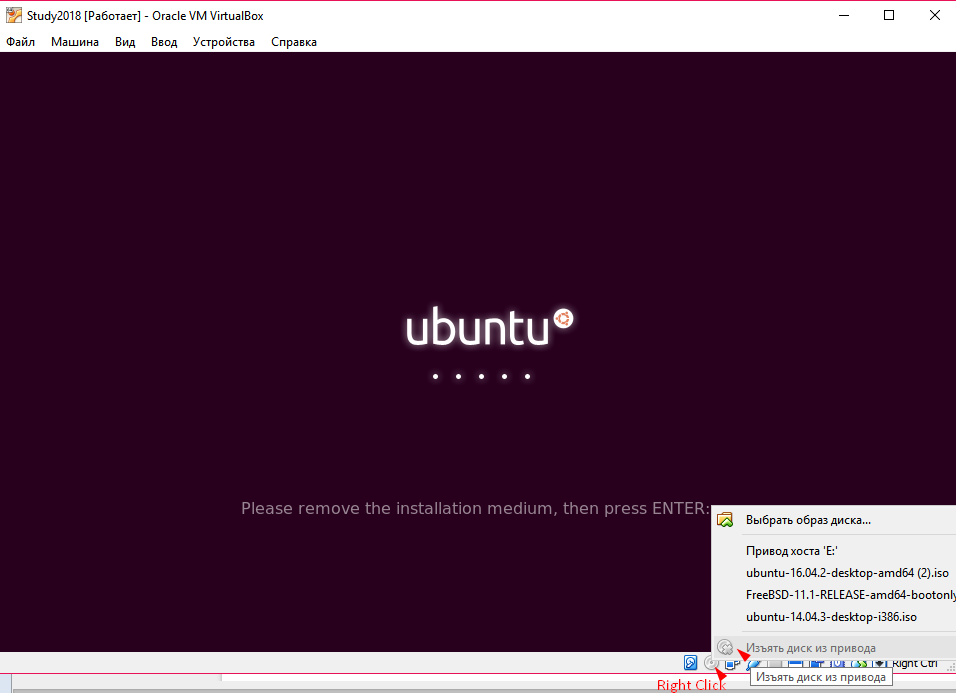 Study2018 [Работает] - Oracle VM VirtualBox
Файл Машина Вид Ввод Устройства Справка
ubuntu
Please remove the installation medium, then press ENTER:
Выбрать образ диска...
Привод хоста 'E:'
ubuntu-16.04.2-desktop-amd64 (2).iso
FreeBSD-11.1-RELEASE-amd64-bootonly
ubuntu-14.04.3-desktop-i386.iso
Изъять диск из привода
Right Ctrl
Изъять диск из привода
Right Click